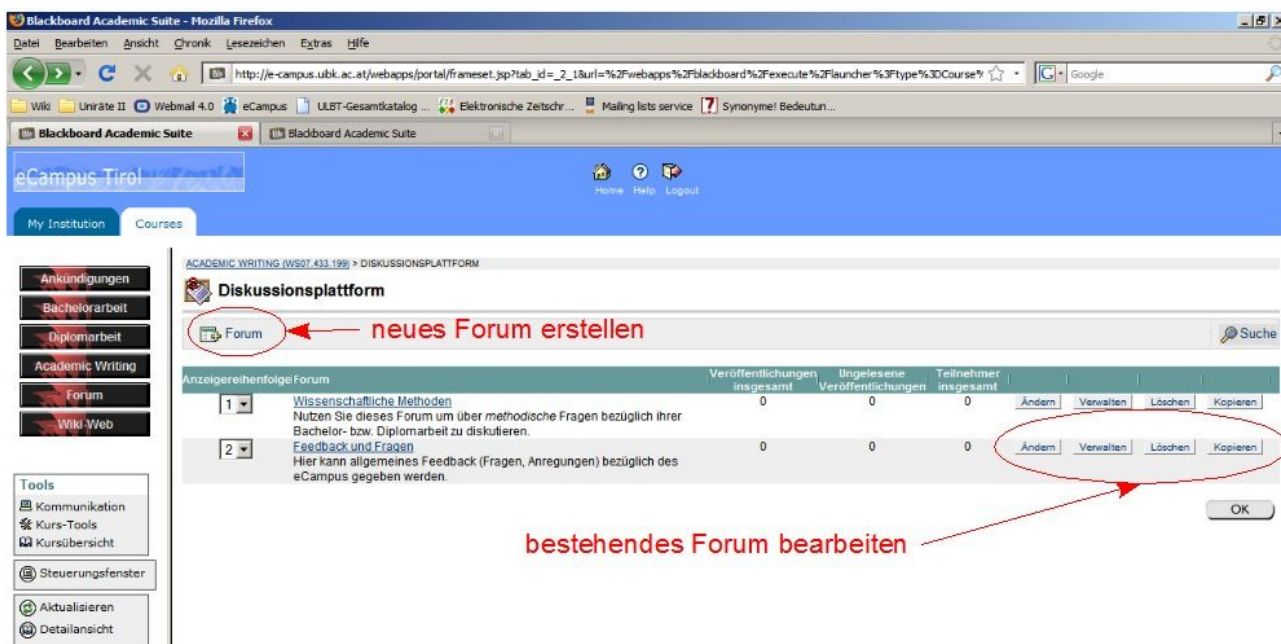 Blackboard Academic Suite - Mozilla Firefox
Datei Bearbeiten Ansicht Chronik Lesezeichen Extras Hilfe
http://e-campus.uibk.ac.at/webapps/portal/frameset.jsp?tab_id=_2_1&url=%2Fwebapps%2Fblackboard%2Fexecute%2Flauncher%3Ftype%3DCourse% Google
Wiki Uniräte II Webmail 4.0 eCampus ULBT-Gesamtkatalog ... Elektronische Zeitschr... Mailing lists service Synonyme! Bedeutun...
Blackboard Academic Suite Blackboard Academic Suite
eCampus Tirol
Home Help Logout
My Institution Courses
Ankündigungen
Bachelorarbeit
Diplomarbeit
Academic Writing
Forum
Wiki-Web
Tools
Kommunikation
Kurs-Tools
Kursübersicht
Steuerungsfenster
Aktualisieren
Detailansicht
ACADEMIC WRITING (WS07.433.199) > DISKUSSIONSPLATTFORM
Diskussionsplattform
Forum neues Forum erstellen Suche
Anzeigereihenfolge Forum Veröffentlichungen insgesamt Ungelesene Veröffentlichungen Teilnehmer insgesamt
1 Wissenschaftliche Methoden 0 0 0 Ändern Verwalten Löschen Kopieren
Nutzen Sie dieses Forum um über methodische Fragen bezüglich ihrer
Bachelor- bzw. Diplomarbeit zu diskutieren.
2 Feedback und Fragen 0 0 0 Ändern Verwalten Löschen Kopieren
Hier kann allgemeines Feedback (Fragen, Anregungen) bezüglich des
eCampus gegeben werden.
OK
bestehendes Forum bearbeiten